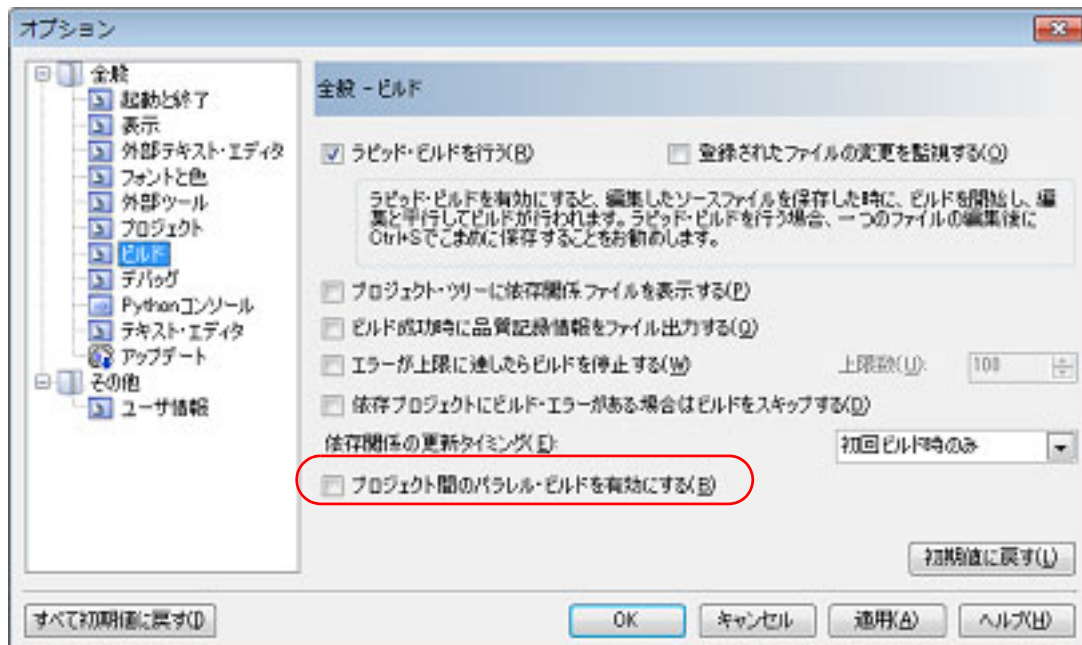 オプション
全般
起動と終了
表示
外部テキスト・エディタ
フォントと色
外部ツール
プロジェクト
ビルド
デバッグ
Pythonコンソール
テキスト・エディタ
アップデート
その他
ユーザ情報
全般 - ビルド
ラピッド・ビルドを行う(R)
登録されたファイルの変更を監視する(O)
ラピッド・ビルドを有効にすると、編集したソースファイルを保存した時に、ビルドを開始し、編
集と平行してビルドが行われます。ラピッド・ビルドを行う場合、一つのファイルの編集後に
Ctrl+Sでこまめに保存することをお勧めします。
プロジェクト・ツリーに依存関係ファイルを表示する(P)
ビルド成功時に品質記録情報をファイル出力する(Q)
エラーが上限に達したらビルドを停止する(W)
上限数(U):
100
依存プロジェクトにビルド・エラーがある場合はビルドをスキップする(D)
依存関係の更新タイミング(E):
初回ビルド時のみ
プロジェクト間のパラレル・ビルドを有効にする(B)
初期値に戻す(L)
すべて初期値に戻す(I)
OK
キャンセル
適用(A)
ヘルプ(H)